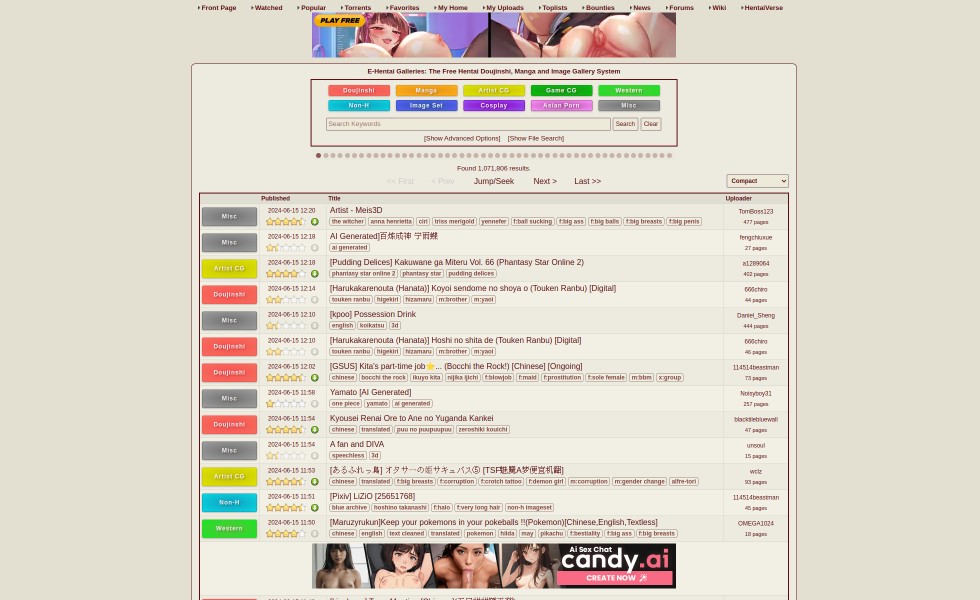 Front Page Watched Popular Torrents Favorites My Home My Uploads Toplists Bounties News Forums Wiki HentaiVerse
PLAY FREE
E-Hentai Galleries: The Free Hentai Doujinshi, Manga and Image Gallery System
Doujinshi Manga Artist CG Game CG Western
Non-H Image Set Cosplay Asian Porn Misc
Search Keywords Search Clear
[Show Advanced Options] [Show File Search]
Found 1,071,806 results.
<< First < Prev Jump/Seek Next > Last >> Compact
Published Title Uploader
Misc 2024-06-15 12:20 Artist - Meis3D TomBoss123
the witcher anna henrietta ciri triss merigold yennefer f:ball sucking f:big ass f:big balls f:big breasts f:big penis 477 pages
Misc 2024-06-15 12:18 AI Generated] fengchiuxue
ai generated 27 pages
Artist CG 2024-06-15 12:18 [Pudding Delices] Kakuwane ga Miteru Vol. 66 (Phantasy Star Online 2) a1289064
phantasy star online 2 phantasy star pudding delices 402 pages
Doujinshi 2024-06-15 12:14 [Harukakarenouta (Hanata)] Koyoi sendome no shoya o (Touken Ranbu) [Digital] 666chiro
touken ranbu higekiri hizamaru m:brother m:yaoi 44 pages
Misc 2024-06-15 12:10 [kpoo] Possession Drink Daniel_Sheng
english koikatsu 3d 444 pages
Doujinshi 2024-06-15 12:10 [Harukakarenouta (Hanata)] Hoshi no shita de (Touken Ranbu) [Digital] 666chiro
touken ranbu higekiri hizamaru m:brother m:yaoi 46 pages
Doujinshi 2024-06-15 12:02 [GSUS] Kita's part-time job⭐... (Bocchi the Rock!) [Chinese] [Ongoing] 114514beastman
chinese bocchi the rock ikuyo kita nijika ijichi f:blowjob f:maid f:prostitution f:sole female m:bbm x:group 73 pages
Misc 2024-06-15 11:58 Yamato [AI Generated] Noisyboy31
one piece yamato ai generated 257 pages
Doujinshi 2024-06-15 11:54 Kyousei Renai Ore to Ane no Yuganda Kankei blacktilebluewall
chinese translated puu no puupuupuu zeroshiki kouichi 47 pages
Misc 2024-06-15 11:54 A fan and DIVA unsoul
speechless 3d 15 pages
Artist CG 2024-06-15 11:53 [あるふれっ島] オタサーの姫サキュバス⑤ [TSF魅魔A梦便宜机翻] wclz
chinese translated f:big breasts f:corruption f:crotch tattoo f:demon girl m:corruption m:gender change alfre-tori 93 pages
Non-H 2024-06-15 11:51 [Pixiv] LiZiO [25651768] 114514beastman
blue archive hoshino takanashi f:halo f:very long hair non-h imageset 45 pages
Western 2024-06-15 11:50 [Maruzyrukun]Keep your pokemons in your pokeballs !!(Pokemon)[Chinese,English,Textless] OMEGA1024
chinese english text cleaned translated pokemon hilda may pikachu f:bestiality f:big ass f:big breasts 18 pages
Ai Sex Chat
candy.ai
CREATE NOW